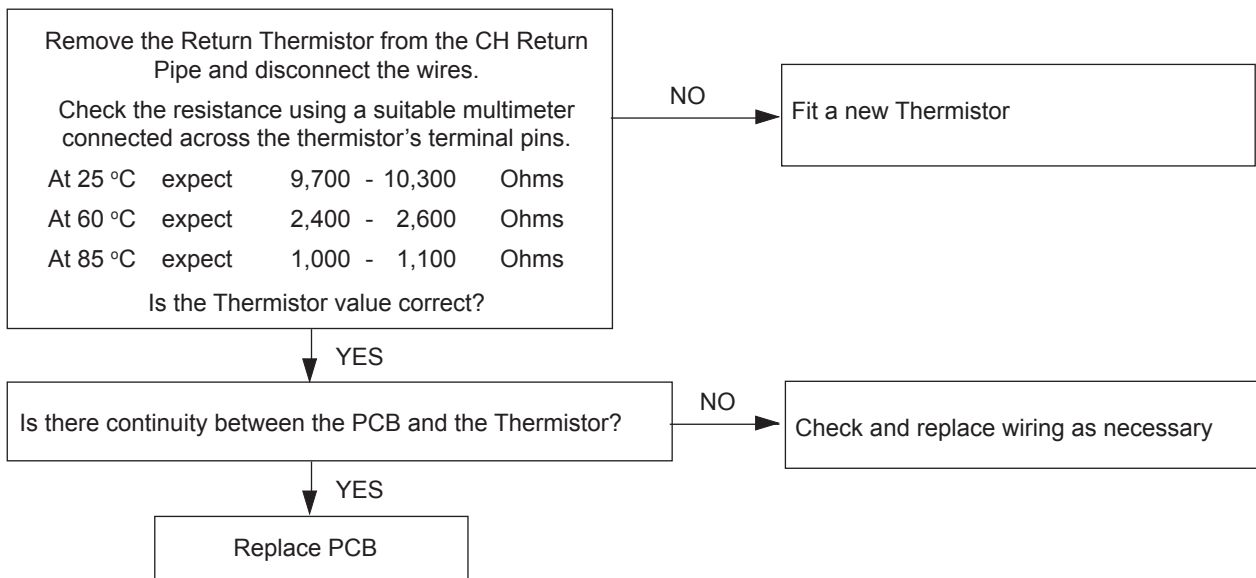 Remove the Return Thermistor from the CH Return
Pipe and disconnect the wires.
Check the resistance using a suitable multimeter
connected across the thermistor's terminal pins.
At 25 °C expect 9,700 - 10,300 Ohms
At 60 °C expect 2,400 - 2,600 Ohms
At 85 °C expect 1,000 - 1,100 Ohms
Is the Thermistor value correct?
NO
Fit a new Thermistor
YES
Is there continuity between the PCB and the Thermistor?
NO
Check and replace wiring as necessary
YES
Replace PCB